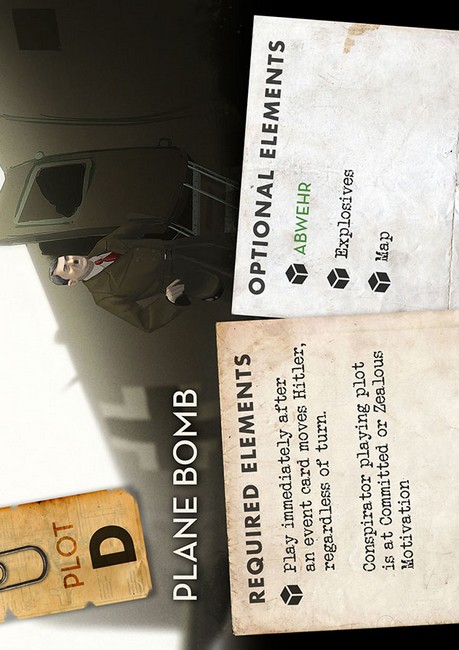 PLOT
D
PLANE BOMB
REQUIRED ELEMENTS
Play immediately after
an event card moves Hitler,
regardless of turn.
Conspirator playing plot
is at Committed or Zealous
Motivation
OPTIONAL ELEMENTS
ABWEHR
Explosives
Map